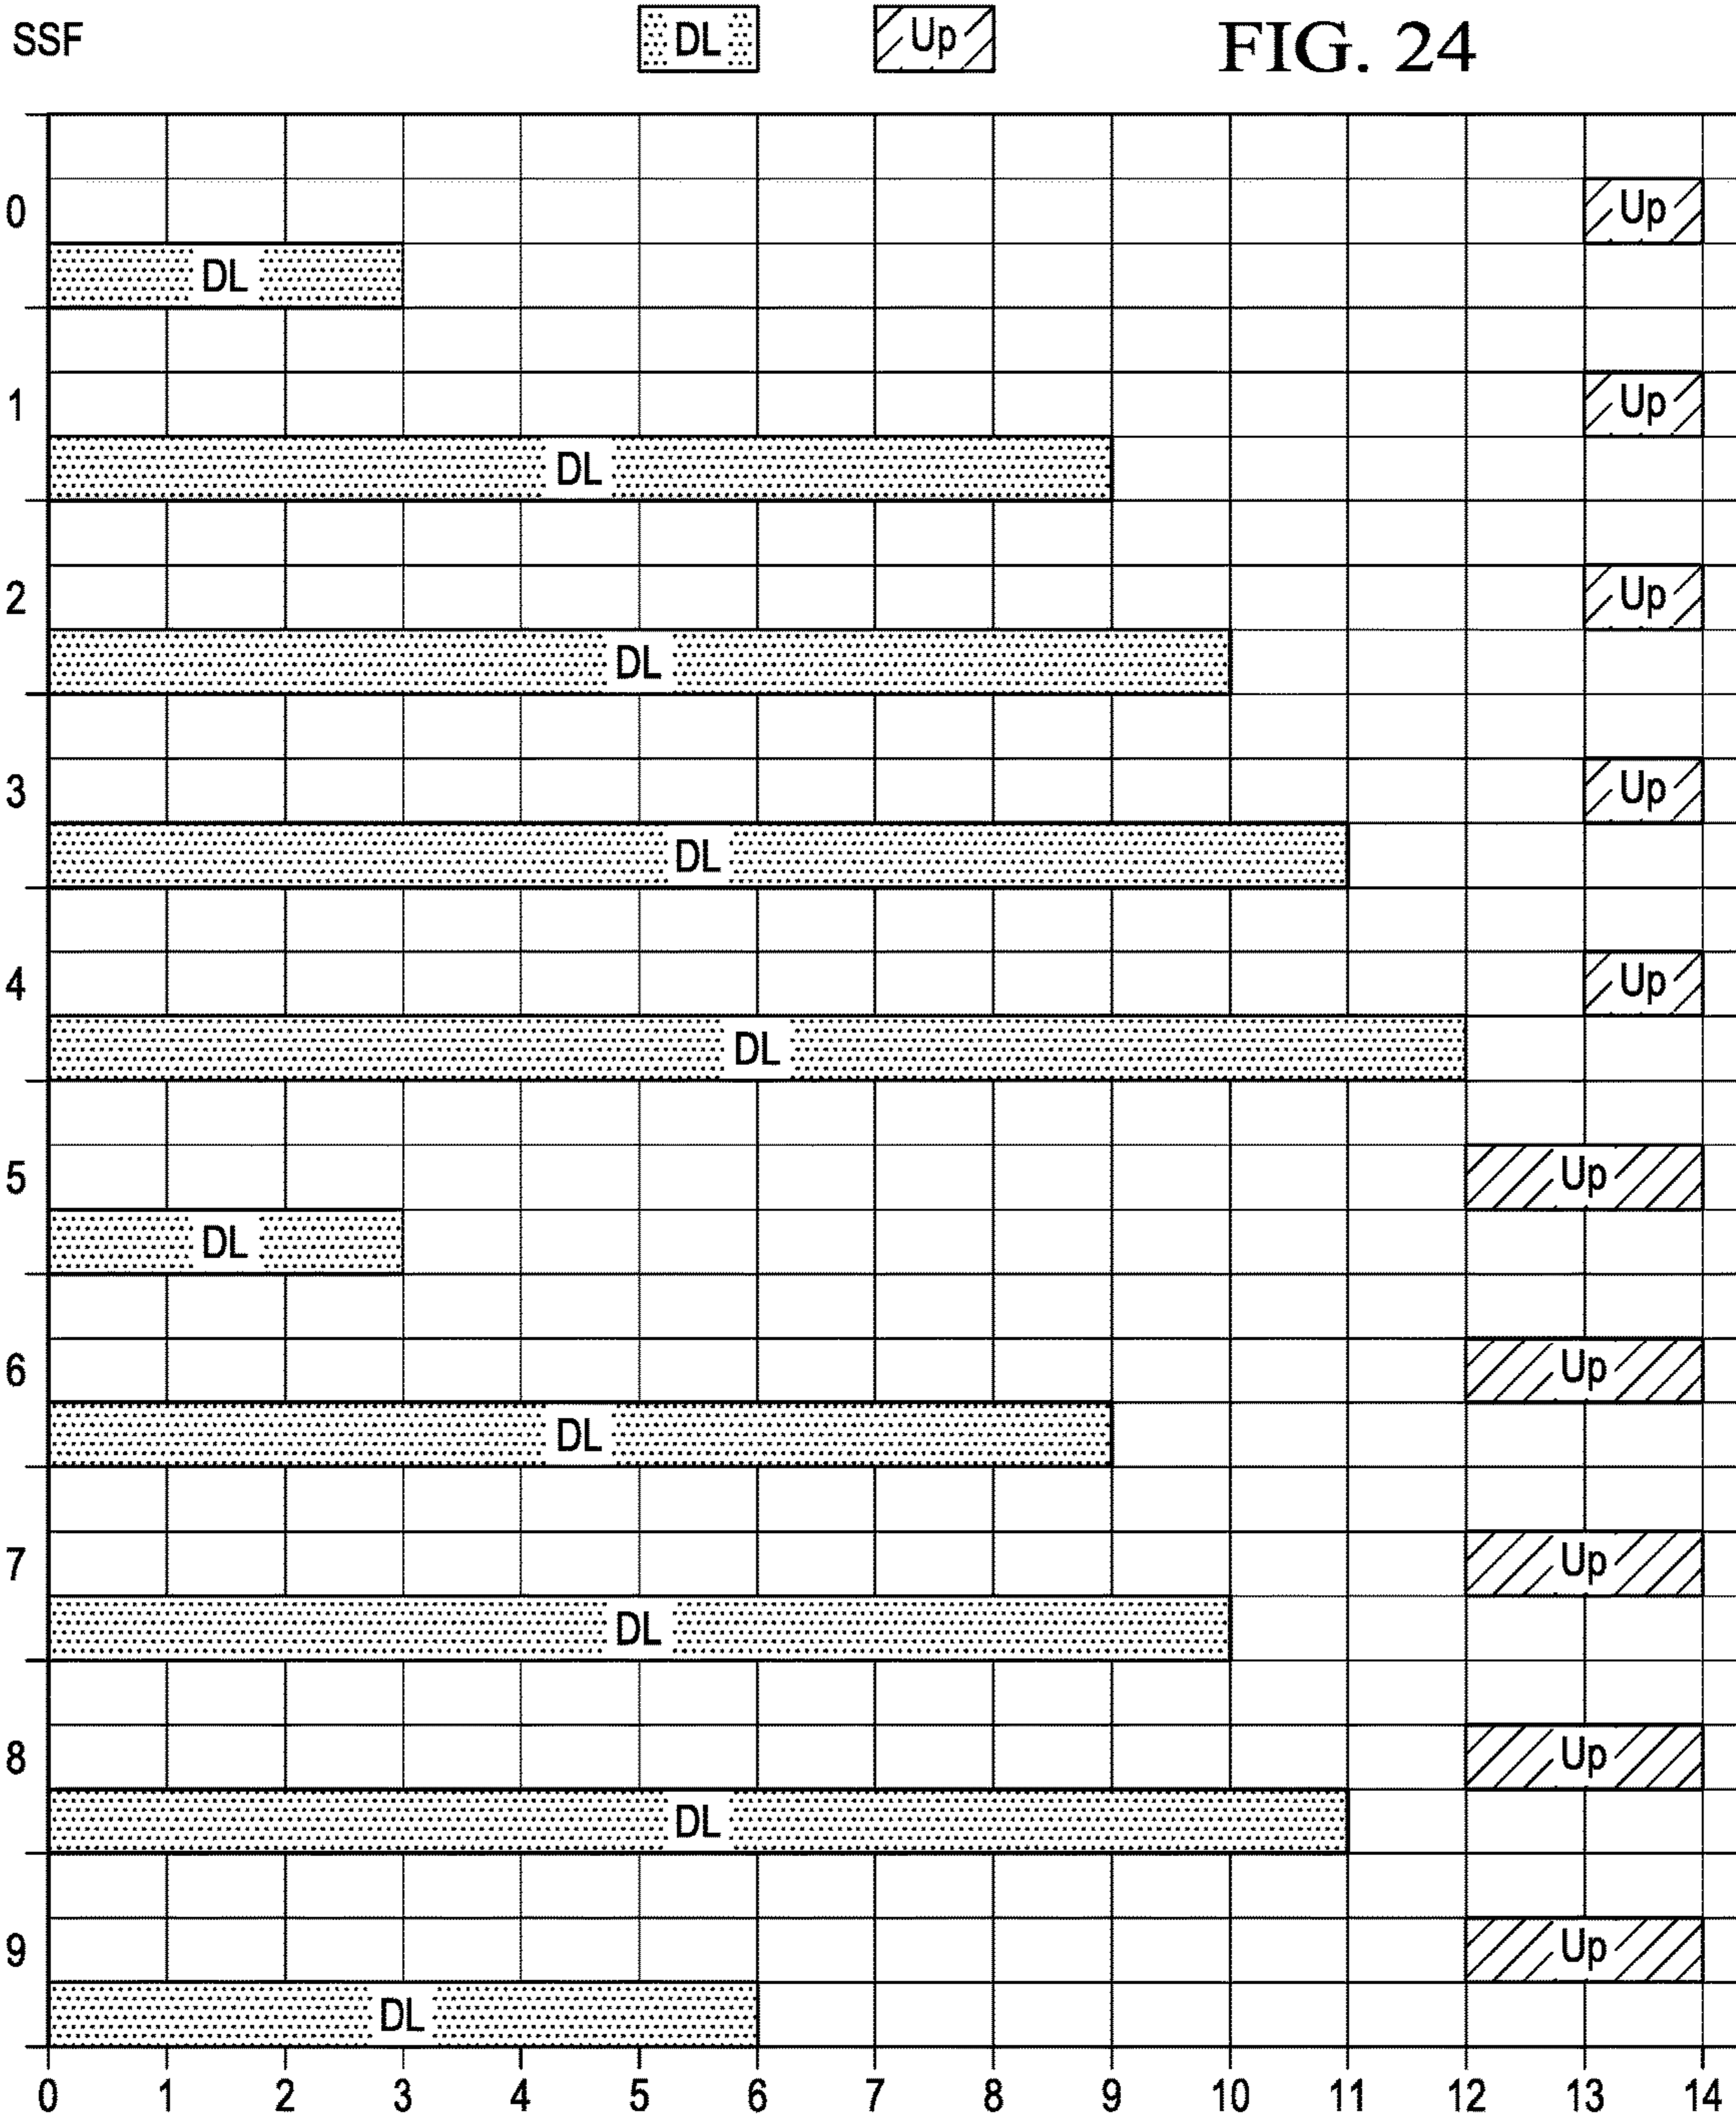 SSF DL Up FIG. 24
0 Up
DL
1 Up
DL
2 Up
DL
3 Up
DL
4 Up
DL
5 Up
DL
6 Up
DL
7 Up
DL
8 Up
DL
9 Up
DL
0 1 2 3 4 5 6 7 8 9 10 11 12 13 14